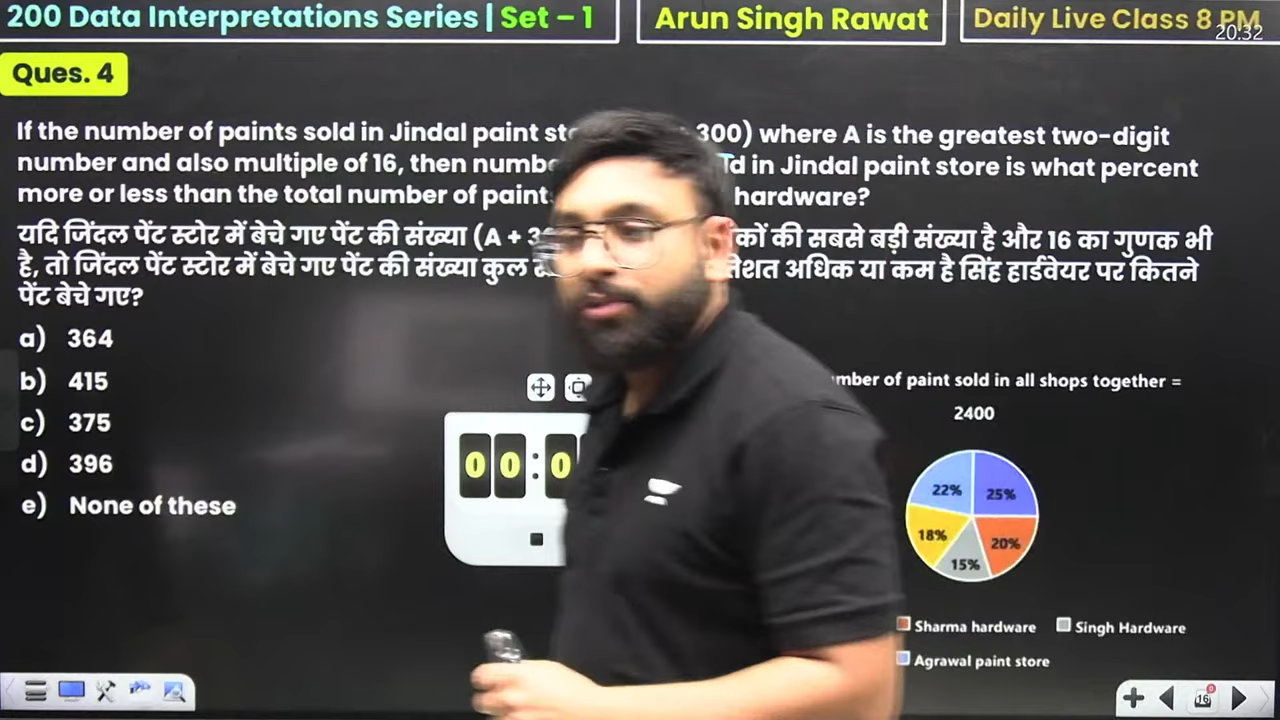 200 Data Interpretations Series | Set – 1
Arun Singh Rawat
Daily Live Class 8 PM
20:32
Ques. 4
If the number of paints sold in Jindal paint 300) where A is the greatest two-digit
number and also multiple of 16, then in Jindal paint store is what percent
more or less than the total number of hardware?
यदि जिंदल पेंट स्टोर में बेचे गए पेंट की संख्या (A + की सबसे बड़ी संख्या है और 16 का गुणक भी
है, तो जिंदल पेंट स्टोर में बेचे गए पेंट की संख्या कुल अधिक या कम है सिंह हार्डवेयर पर कितने
पेंट बेचे गए?
a) 364
b) 415
c) 375
d) 396
e) None of these
00:0
of paint sold in all shops together =
2400
22%
25%
18%
20%
15%
Sharma hardware
Singh Hardware
Agrawal paint store
16